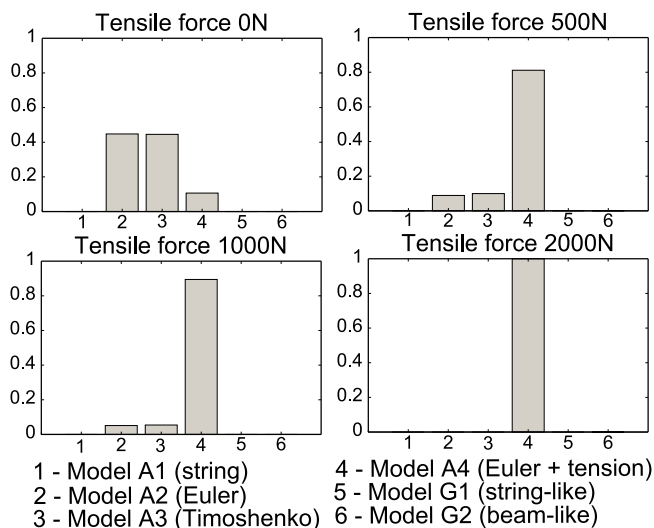 Tensile force 0N
1
0.8
0.6
0.4
0.2
0
1 2 3 4 5 6
Tensile force 500N
1
0.8
0.6
0.4
0.2
0
1 2 3 4 5 6
Tensile force 1000N
1
0.8
0.6
0.4
0.2
0
1 2 3 4 5 6
Tensile force 2000N
1
0.8
0.6
0.4
0.2
0
1 2 3 4 5 6
1 - Model A1 (string)
2 - Model A2 (Euler)
3 - Model A3 (Timoshenko)
4 - Model A4 (Euler + tension)
5 - Model G1 (string-like)
6 - Model G2 (beam-like)